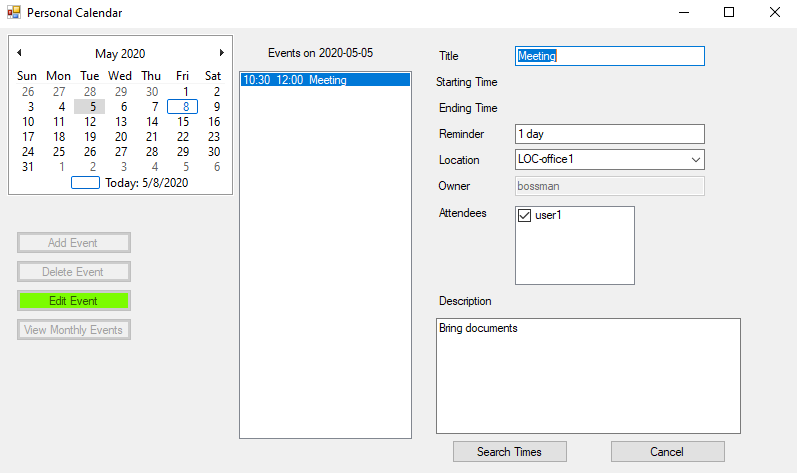 Personal Calendar
May 2020
Sun Mon Tue Wed Thu Fri Sat
26 27 28 29 30 1 2
3 4 5 6 7 8 9
10 11 12 13 14 15 16
17 18 19 20 21 22 23
24 25 26 27 28 29 30
31 1 2 3 4 5 6
Today: 5/8/2020
Add Event
Delete Event
Edit Event
View Monthly Events
Events on 2020-05-05
10:30 12:00 Meeting
Title Meeting
Starting Time
Ending Time
Reminder 1 day
Location LOC-office1
Owner bossman
Attendees user1
Description
Bring documents
Search Times Cancel